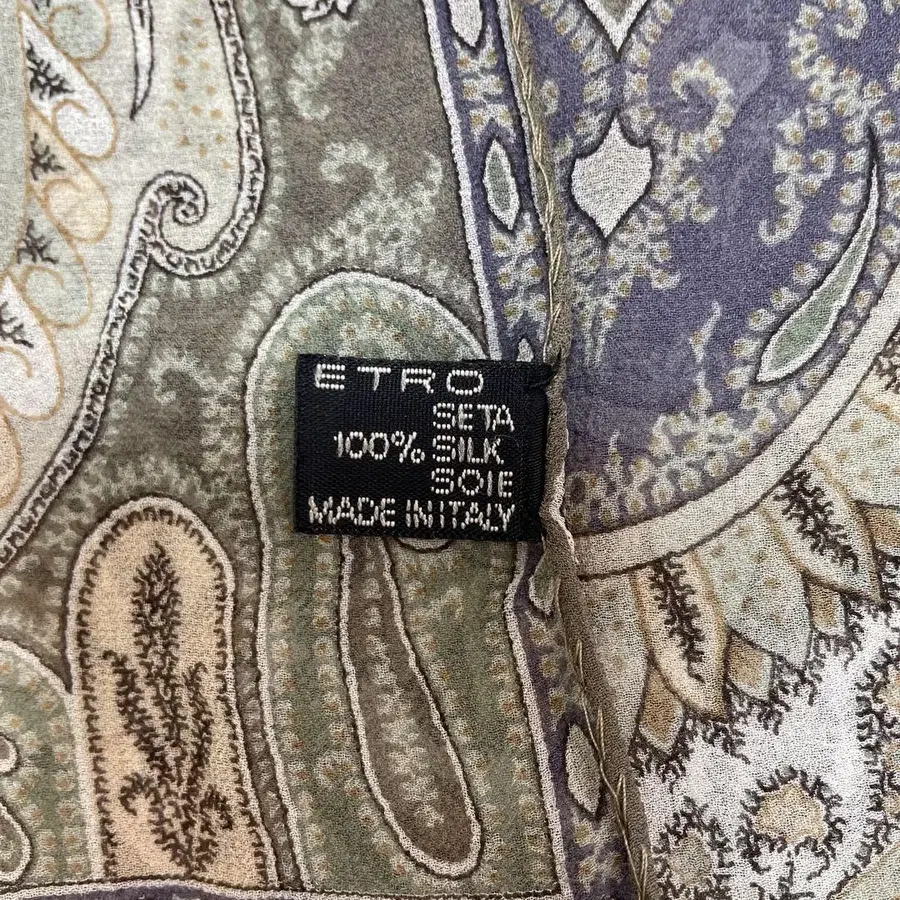 ETRO
SETA
100% SILK
SOIE
MADE IN ITALY